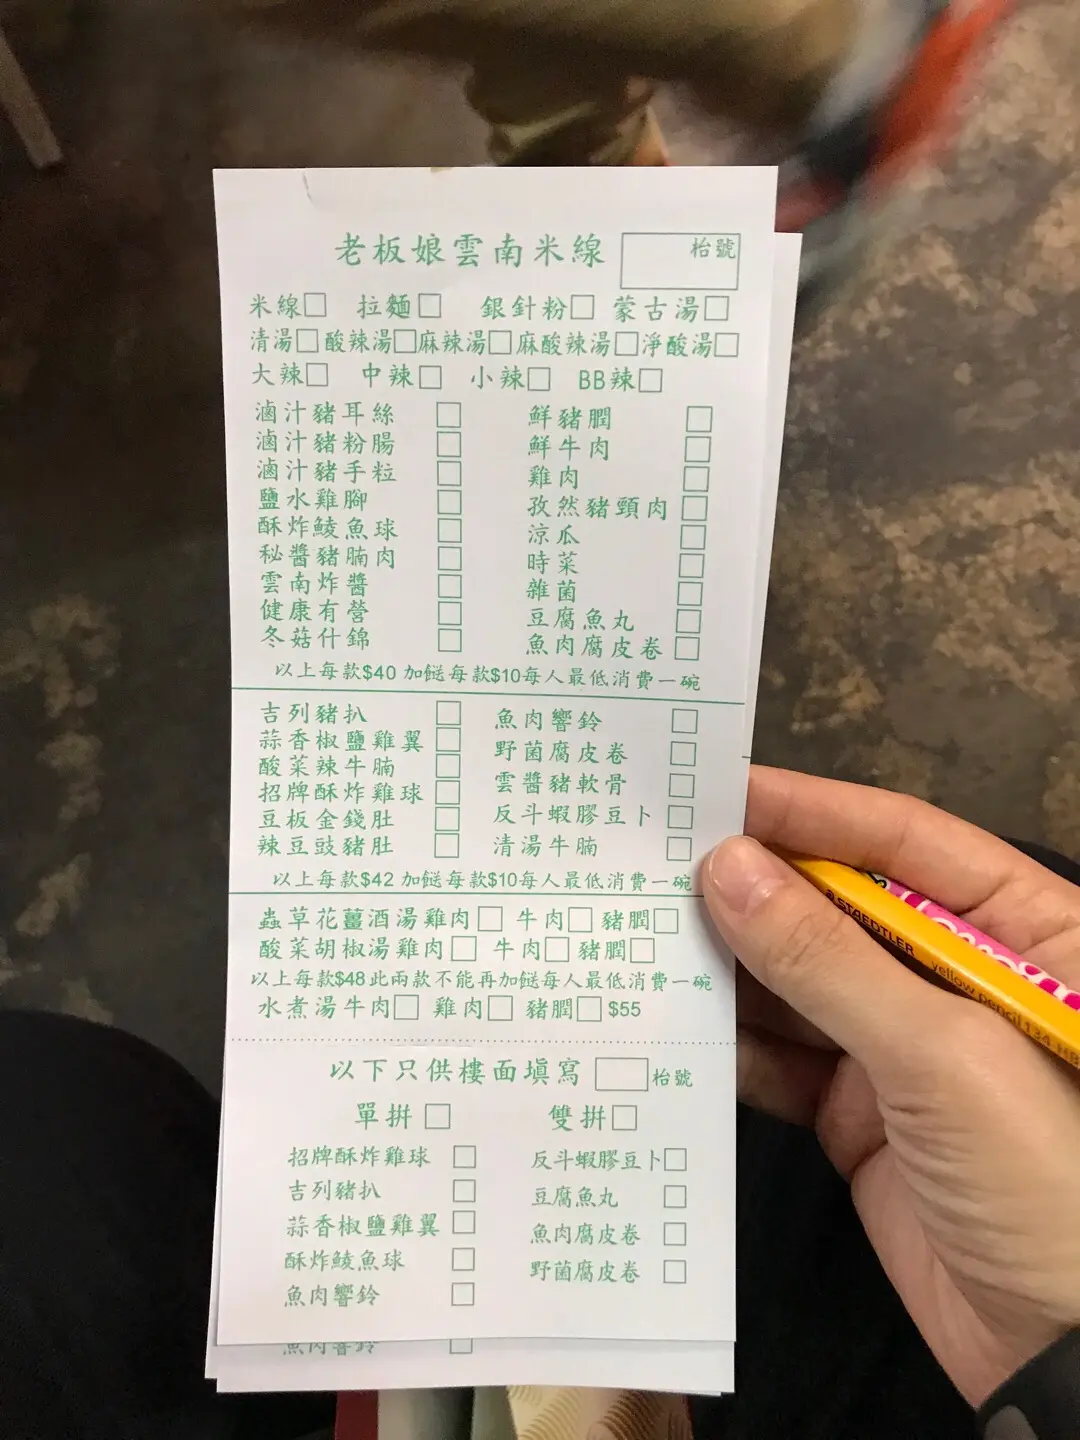 老板娘雲南米線 枱號
米線□ 拉麵□ 銀針粉□ 蒙古湯□
清湯□ 酸辣湯□ 麻辣湯□ 麻酸辣湯□ 淨酸湯□
大辣□ 中辣□ 小辣□ BB辣□
滷汁豬耳絲□ 鮮豬膶□
滷汁豬粉腸□ 鮮牛肉□
滷汁豬手粒□ 雞肉□
鹽水雞腳□ 孜然豬頸肉□
酥炸鯪魚球□ 涼瓜□
秘醬豬腩肉□ 時菜□
雲南炸醬□ 雜菌□
健康有營□ 豆腐魚丸□
冬菇什錦□ 魚肉腐皮卷□
以上每款$40 加餸每款$10每人最低消費一碗
吉列豬扒□ 魚肉響鈴□
蒜香椒鹽雞翼□ 野菌腐皮卷□
酸菜辣牛腩□ 雲醬豬軟骨□
招牌酥炸雞球□ 反斗蝦膠豆卜□
豆板金錢肚□ 清湯牛腩□
辣豆豉豬肚□
以上每款$42 加餸每款$10每人最低消費一碗
蟲草花薑酒湯雞肉□ 牛肉□ 豬膶□
酸菜胡椒湯雞肉□ 牛肉□ 豬膶□
以上每款$48此兩款不能再加餸每人最低消費一碗
水煮湯牛肉□ 雞肉□ 豬膶□ $55
以下只供樓面填寫 □枱號
單拼□ 雙拼□
招牌酥炸雞球□ 反斗蝦膠豆卜□
吉列豬扒□ 豆腐魚丸□
蒜香椒鹽雞翼□ 魚肉腐皮卷□
酥炸鯪魚球□ 野菌腐皮卷□
魚肉響鈴□
魚肉響鈴
STAEDTLER yellow pencil 134 HB